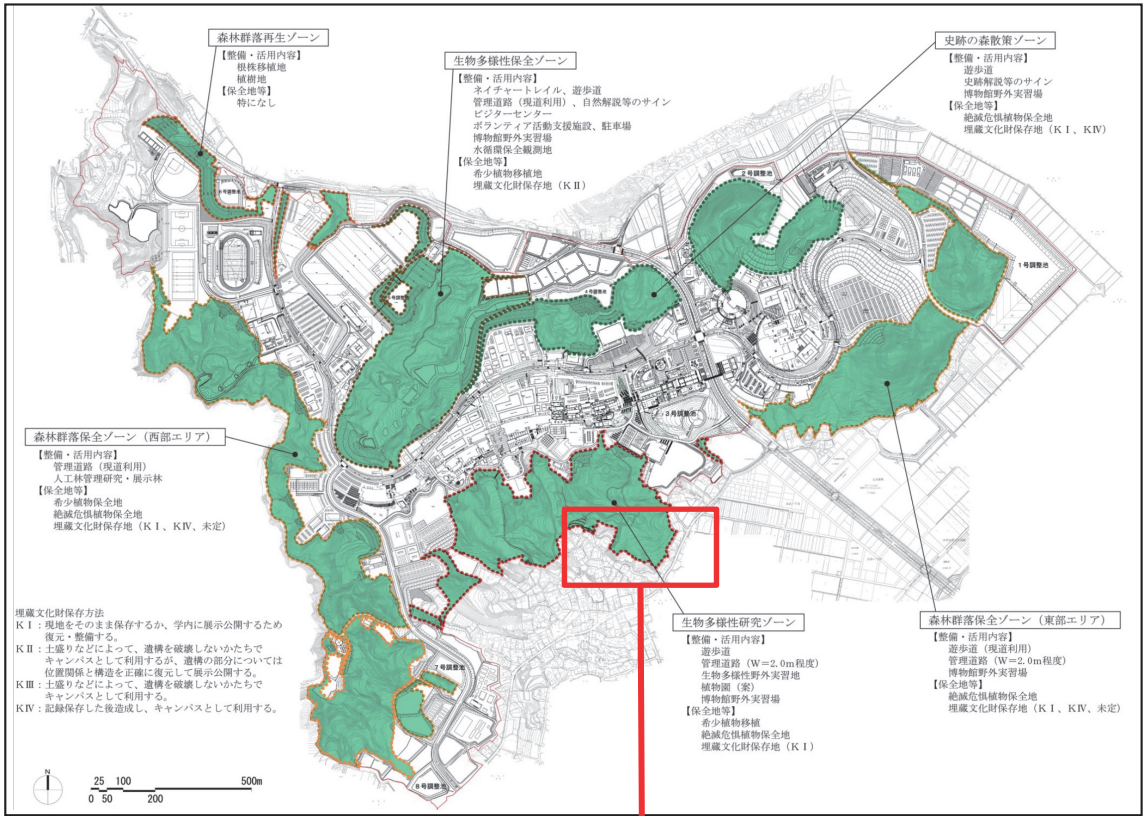 森林群落再生ゾーン
【整備・活用内容】
根株移植地
植樹地
【保全地等】
特になし
生物多様性保全ゾーン
【整備・活用内容】
ネイチャートレイル、遊歩道
管理道路（現道利用）、自然解説等のサイン
ビジターセンター
ボランティア活動支援施設、駐車場
博物館野外実習場
水循環保全観測地
【保全地等】
希少植物移植地
埋蔵文化財保存地（KⅡ）
史跡の森散策ゾーン
【整備・活用内容】
遊歩道
史跡解説等のサイン
博物館野外実習場
【保全地等】
絶滅危惧植物保全地
埋蔵文化財保存地（KⅠ、KⅣ）
2号調整池
1号調整池
3号調整池
7号調整池
8号調整池
森林群落保全ゾーン（西部エリア）
【整備・活用内容】
管理道路（現道利用）
人工林管理研究・展示林
【保全地等】
希少植物保全地
絶滅危惧植物保全地
埋蔵文化財保存地（KⅠ、KⅣ、未定）
埋蔵文化財保存方法
KⅠ：現地をそのまま保存するか、学内に展示公開するため
復元・整備する。
KⅡ：土盛りなどによって、遺構を破壊しないかたちで
キャンパスとして利用するが、遺構の部分については
位置関係と構造を正確に復元して展示公開する。
KⅢ：土盛りなどによって、遺構を破壊しないかたちで
キャンパスとして利用する。
KⅣ：記録保存した後造成し、キャンパスとして利用する。
生物多様性研究ゾーン
【整備・活用内容】
遊歩道
管理道路（W＝2.0m程度）
生物多様性野外実習地
植物園（案）
博物館野外実習場
【保全地等】
希少植物移植
絶滅危惧植物保全地
埋蔵文化財保存地（KⅠ）
森林群落保全ゾーン（東部エリア）
【整備・活用内容】
遊歩道（現道利用）
管理道路（W＝2.0m程度）
博物館野外実習場
【保全地等】
絶滅危惧植物保全地
埋蔵文化財保存地（KⅠ、KⅣ、未定）
N
25 100 500m
0 50 200